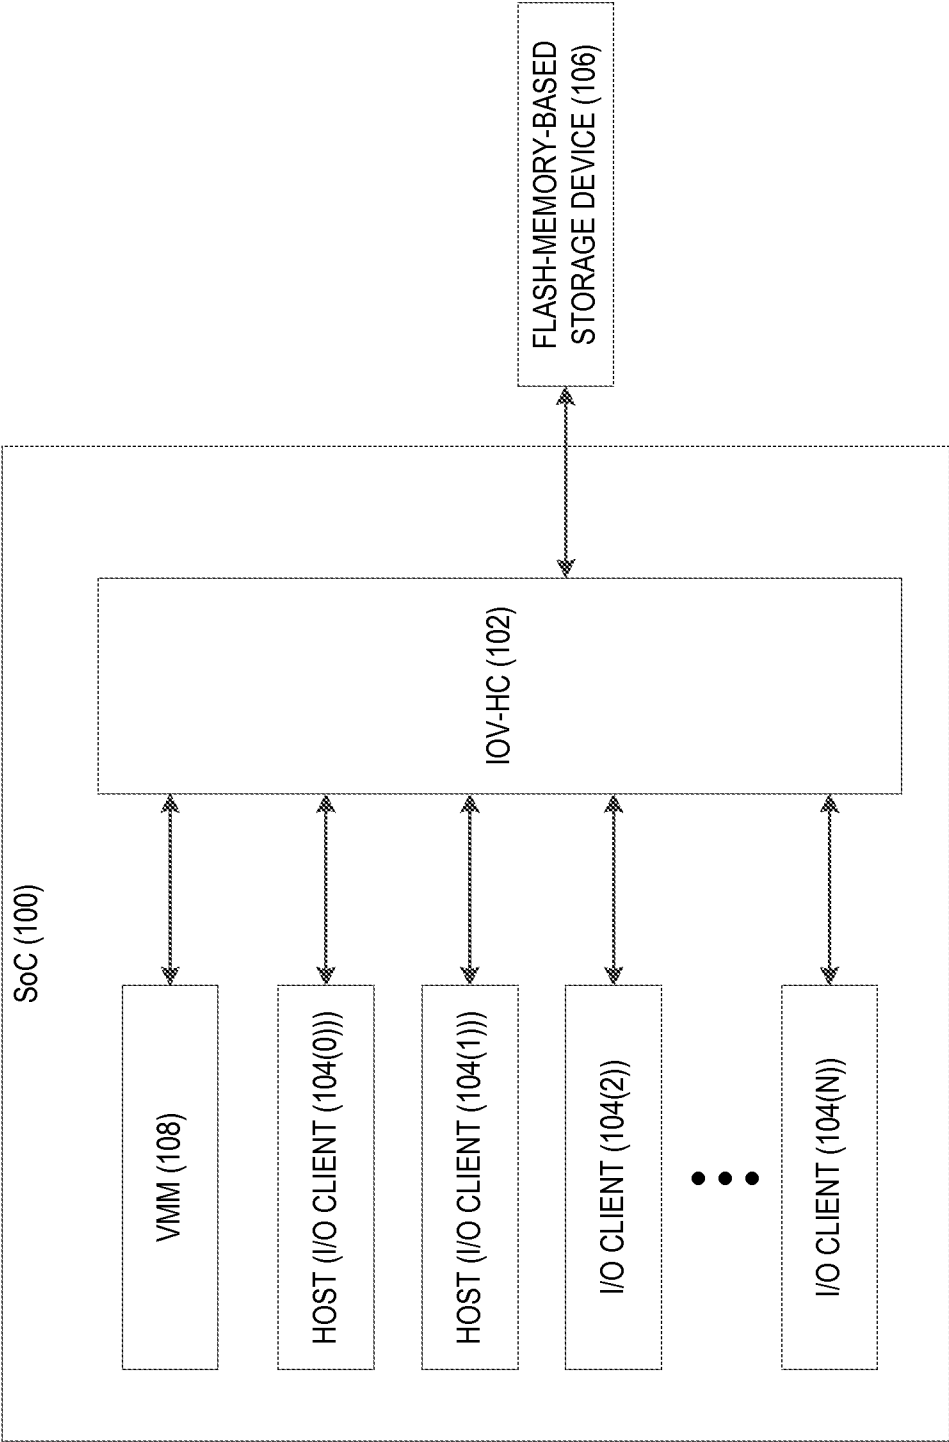 SoC (100)
VMM (108)
HOST (I/O CLIENT (104(0)))
HOST (I/O CLIENT (104(1)))
I/O CLIENT (104(2))
I/O CLIENT (104(N))
IOV-HC (102)
FLASH-MEMORY-BASED
STORAGE DEVICE (106)